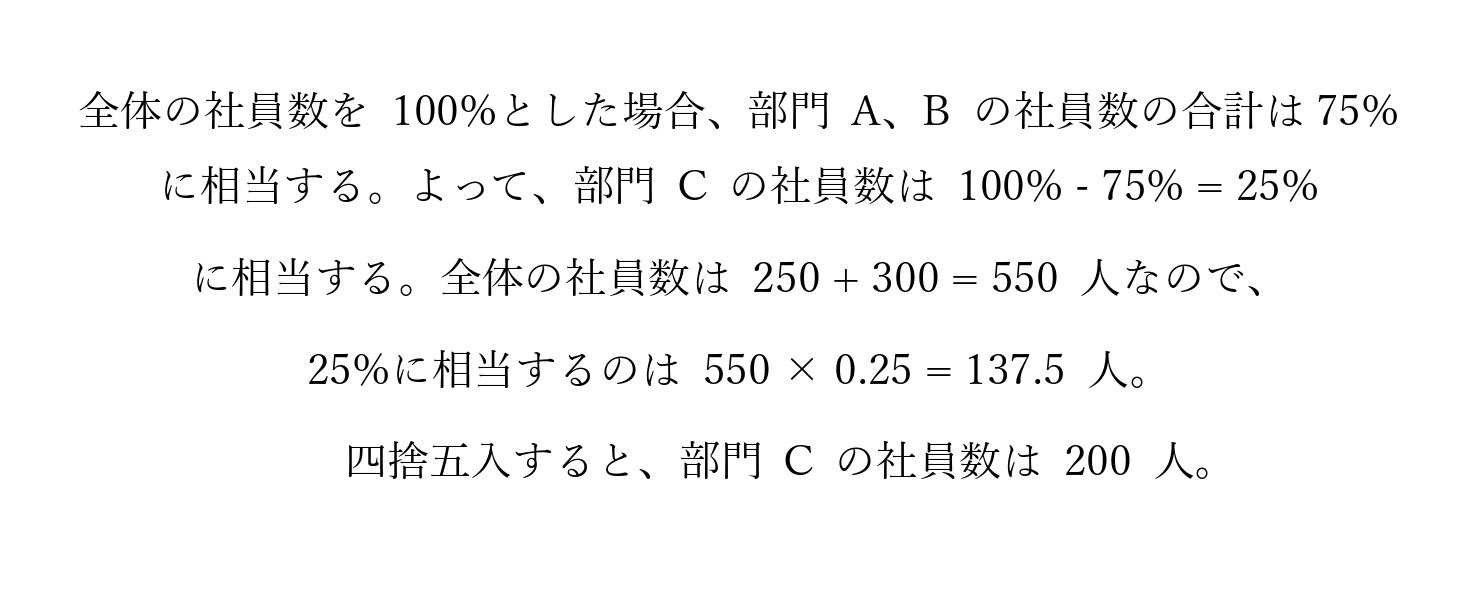 全体の社員数を 100%とした場合、部門 A、B の社員数の合計は 75%
に相当する。よって、部門 C の社員数は 100% - 75% = 25%
に相当する。全体の社員数は 250 + 300 = 550 人なので、
25%に相当するのは 550 × 0.25 = 137.5 人。
四捨五入すると、部門 C の社員数は 200 人。